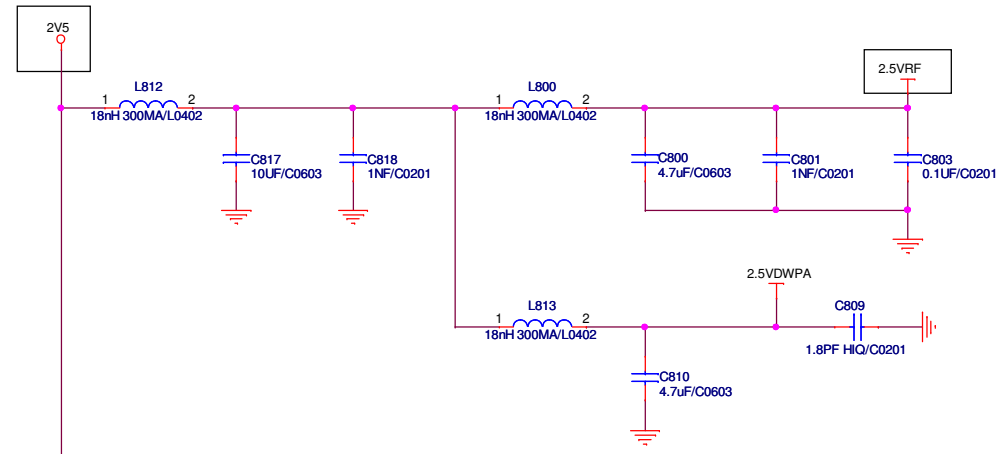 2V5
2.5VRF
L812
L800
1 2
1 2
18nH 300MA/L0402
18nH 300MA/L0402
C817
10UF/C0603
C818
1NF/C0201
C800
4.7uF/C0603
C801
1NF/C0201
C803
0.1UF/C0201
2.5VDWPA
L813
1 2
18nH 300MA/L0402
C809
1.8PF HIQ/C0201
C810
4.7uF/C0603